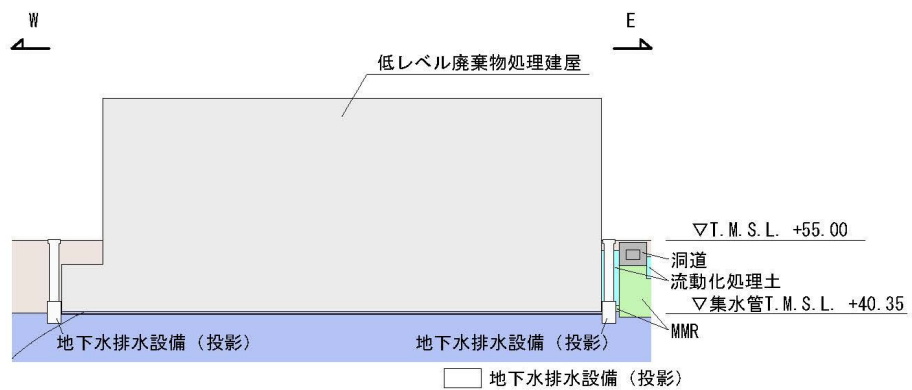 W
E
低レベル廃棄物処理建屋
▽T.M.S.L. +55.00
洞道
流動化処理土
▽集水管T.M.S.L. +40.35
MMR
地下水排水設備（投影）
地下水排水設備（投影）
地下水排水設備（投影）